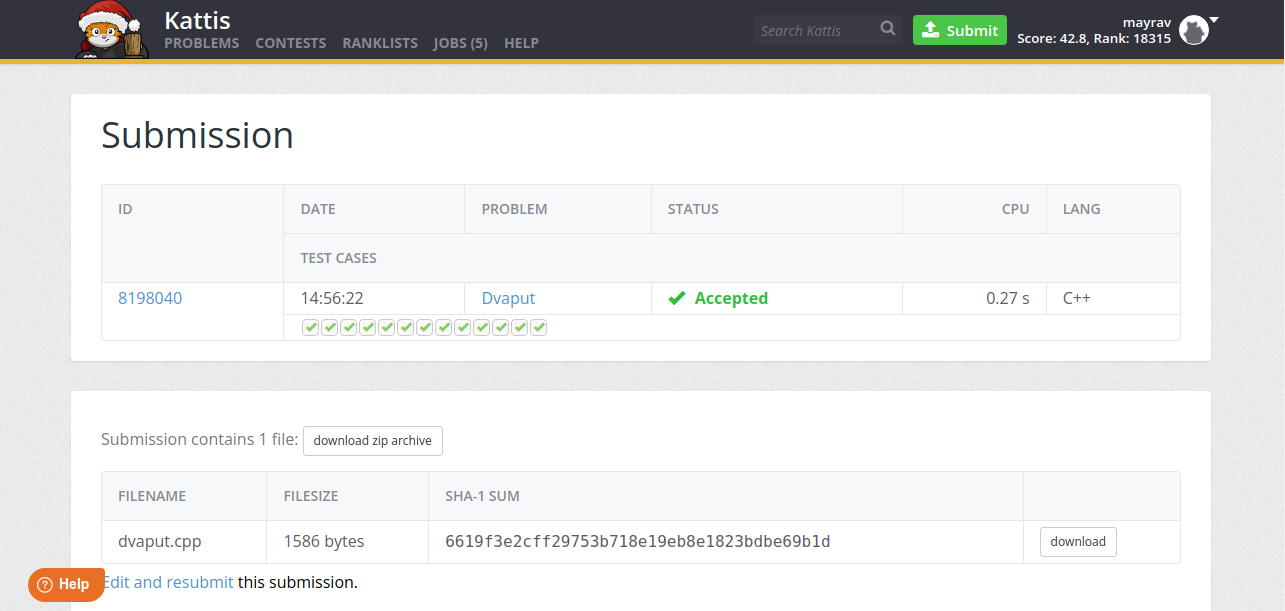 Kattis
PROBLEMS CONTESTS RANKLISTS JOBS (5) HELP
Search Kattis
Submit
mayrav
Score: 42.8, Rank: 18315
Submission
ID DATE PROBLEM STATUS CPU LANG
TEST CASES
8198040 14:56:22 Dvaput Accepted 0.27 s C++
Submission contains 1 file: download zip archive
FILENAME FILESIZE SHA-1 SUM
dvaput.cpp 1586 bytes 6619f3e2cff29753b718e19eb8e1823bdbe69b1d download
Edit and resubmit this submission.
Help